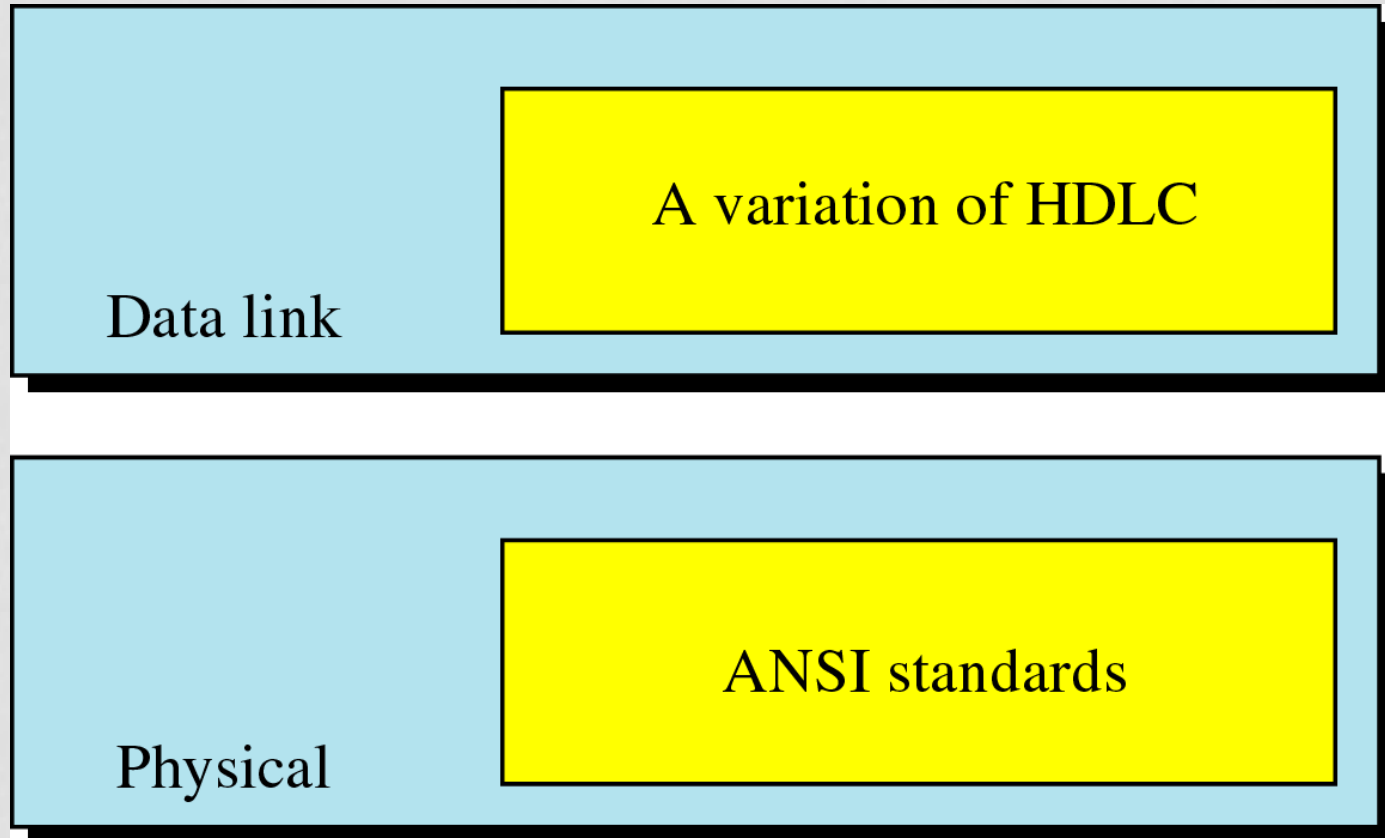 A variation of HDLC
Data link
ANSI standards
Physical